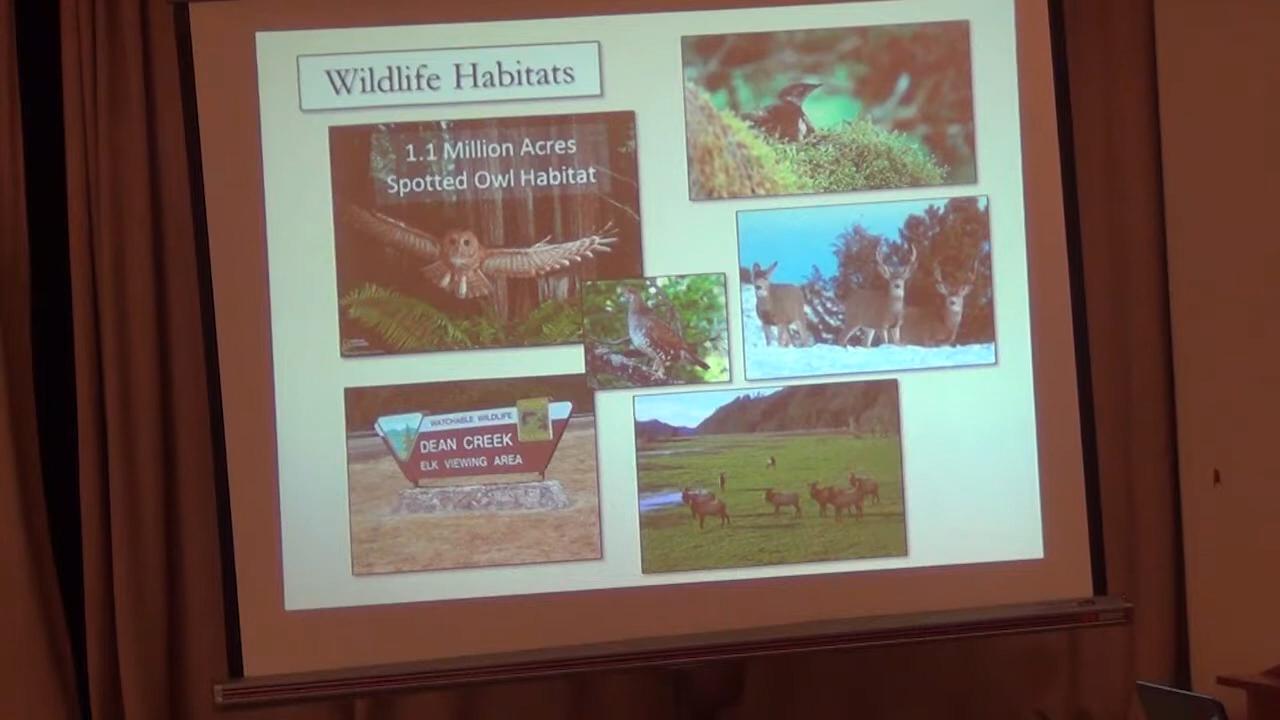 Wildlife Habitats
1.1 Million Acres
Spotted Owl Habitat
WATCHABLE WILDLIFE
DEAN CREEK
ELK VIEWING AREA